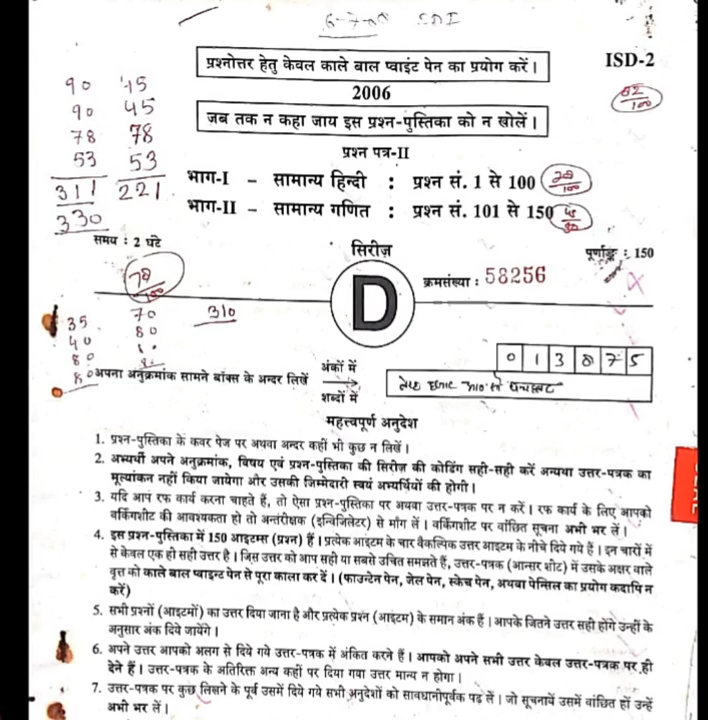 6-7-08 SDI
प्रश्नोत्तर हेतु केवल काले बाल प्वाइंट पेन का प्रयोग करें।
ISD-2
2006
52/100
जब तक न कहा जाय इस प्रश्न-पुस्तिका को न खोलें।
90 45
90 45
78 78
53 53
311 221
330
प्रश्न पत्र-II
भाग-I – सामान्य हिन्दी : प्रश्न सं. 1 से 100
भाग-II – सामान्य गणित : प्रश्न सं. 101 से 150
समय : 2 घंटे
सिरीज़
पूर्णाङ्क : 150
78/100
D
क्रमसंख्या : 58256
310
35 70
40 80
80
80
अपना अनुक्रमांक सामने बॉक्स के अन्दर लिखें
अंकों में
शब्दों में
0 1 3 8 7 5
महत्त्वपूर्ण अनुदेश
1. प्रश्न-पुस्तिका के कवर पेज पर अथवा अन्दर कहीं भी कुछ न लिखें।
2. अभ्यर्थी अपने अनुक्रमांक, विषय एवं प्रश्न-पुस्तिका की सिरीज की कोडिंग सही-सही करें अन्यथा उत्तर-पत्रक का
मूल्यांकन नहीं किया जायेगा और उसकी जिम्मेदारी स्वयं अभ्यर्थियों की होगी।
3. यदि आप रफ कार्य करना चाहते हैं, तो ऐसा प्रश्न-पुस्तिका पर अथवा उत्तर-पत्रक पर न करें। रफ कार्य के लिए आपको
वर्किंगशीट की आवश्यकता हो तो अन्तरीक्षक (इन्विजिलेटर) से माँग लें। वर्किंगशीट पर वांछित सूचना अभी भर लें।
4. इस प्रश्न-पुस्तिका में 150 आइटम्स (प्रश्न) हैं। प्रत्येक आइटम के चार वैकल्पिक उत्तर आइटम के नीचे दिये गये हैं। इन चारों में
से केवल एक ही सही उत्तर है। जिस उत्तर को आप सही या सबसे उचित समझते हैं, उत्तर-पत्रक (आन्सर शीट) में उसके अक्षर वाले
वृत्त को काले बाल प्वाइन्ट पेन से पूरा काला कर दें। (फाउन्टेन पेन, जेल पेन, स्केच पेन, अथवा पेन्सिल का प्रयोग कदापि न
करें)
5. सभी प्रश्नों (आइटमों) का उत्तर दिया जाना है और प्रत्येक प्रश्न (आइटम) के समान अंक हैं। आपके जितने उत्तर सही होंगे उन्हीं के
अनुसार अंक दिये जायेंगे।
6. अपने उत्तर आपको अलग से दिये गये उत्तर-पत्रक में अंकित करने हैं। आपको अपने सभी उत्तर केवल उत्तर-पत्रक पर ही
देने हैं। उत्तर-पत्रक के अतिरिक्त अन्य कहीं पर दिया गया उत्तर मान्य न होगा।
7. उत्तर-पत्रक पर कुछ लिखने के पूर्व उसमें दिये गये सभी अनुदेशों को सावधानीपूर्वक पढ़ लें। जो सूचनायें उसमें वांछित हों उन्हें
अभी भर लें।